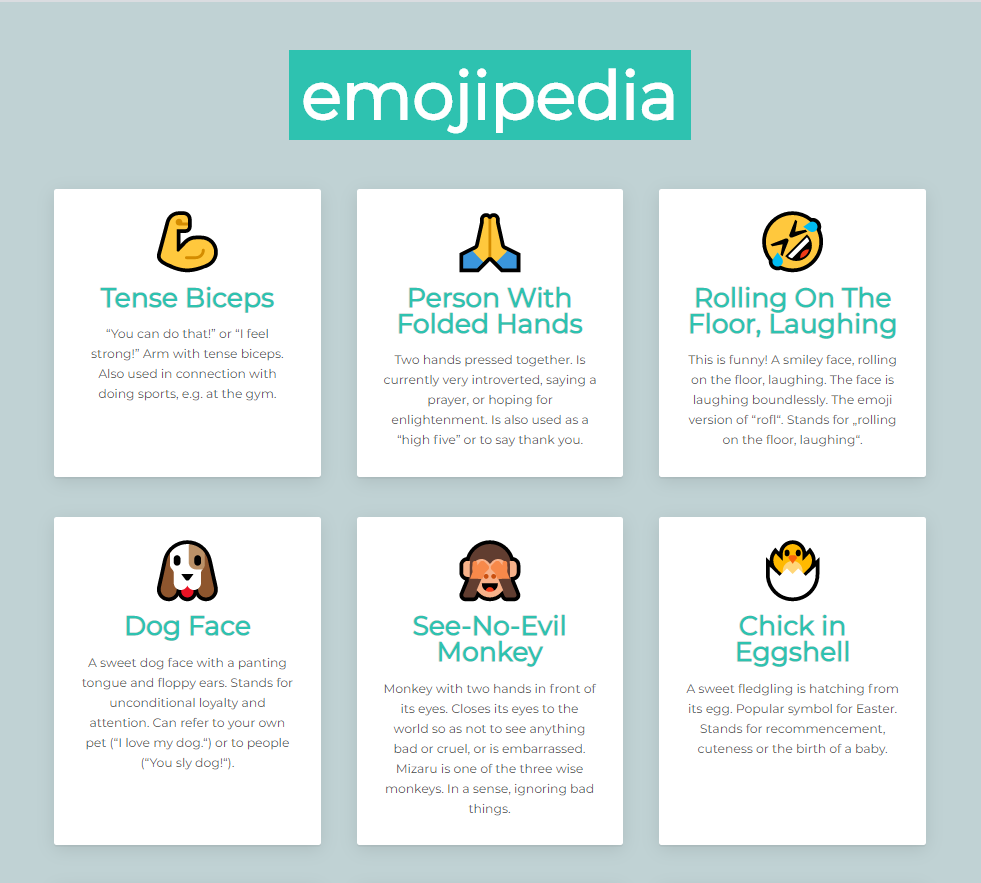 emojipedia
Tense Biceps
“You can do that!” or “I feel
strong!” Arm with tense biceps.
Also used in connection with
doing sports, e.g. at the gym.
Person With
Folded Hands
Two hands pressed together. Is
currently very introverted, saying a
prayer, or hoping for
enlightenment. Is also used as a
“high five” or to say thank you.
Rolling On The
Floor, Laughing
This is funny! A smiley face, rolling
on the floor, laughing. The face is
laughing boundlessly. The emoji
version of “rofl“. Stands for „rolling
on the floor, laughing“.
Dog Face
A sweet dog face with a panting
tongue and floppy ears. Stands for
unconditional loyalty and
attention. Can refer to your own
pet (“I love my dog.“) or to people
(“You sly dog!“).
See-No-Evil
Monkey
Monkey with two hands in front of
its eyes. Closes its eyes to the
world so as not to see anything
bad or cruel, or is embarrassed.
Mizaru is one of the three wise
monkeys. In a sense, ignoring bad
things.
Chick in
Eggshell
A sweet fledgling is hatching from
its egg. Popular symbol for Easter.
Stands for recommencement,
cuteness or the birth of a baby.